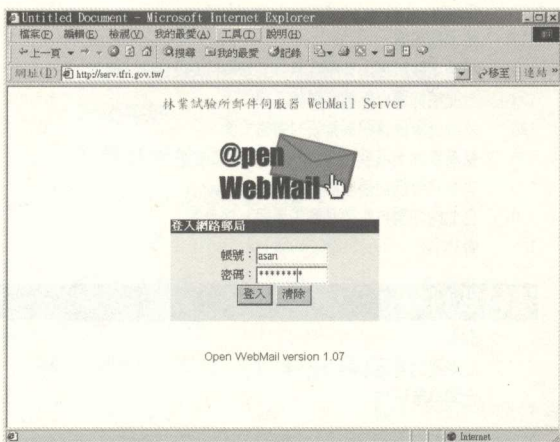 Untitled Document - Microsoft Internet Explorer
檔案(F) 編輯(E) 檢視(V) 我的最愛(A) 工具(T) 說明(H)
上一頁 搜尋 我的最愛 記錄
網址(D) http://serv.tfri.gov.tw/ 移至 連結 »
林業試驗所郵件伺服器 WebMail Server
@pen
WebMail
登入網路郵局
帳號：asan
密碼：********
登入 清除
Open WebMail version 1.07
Internet